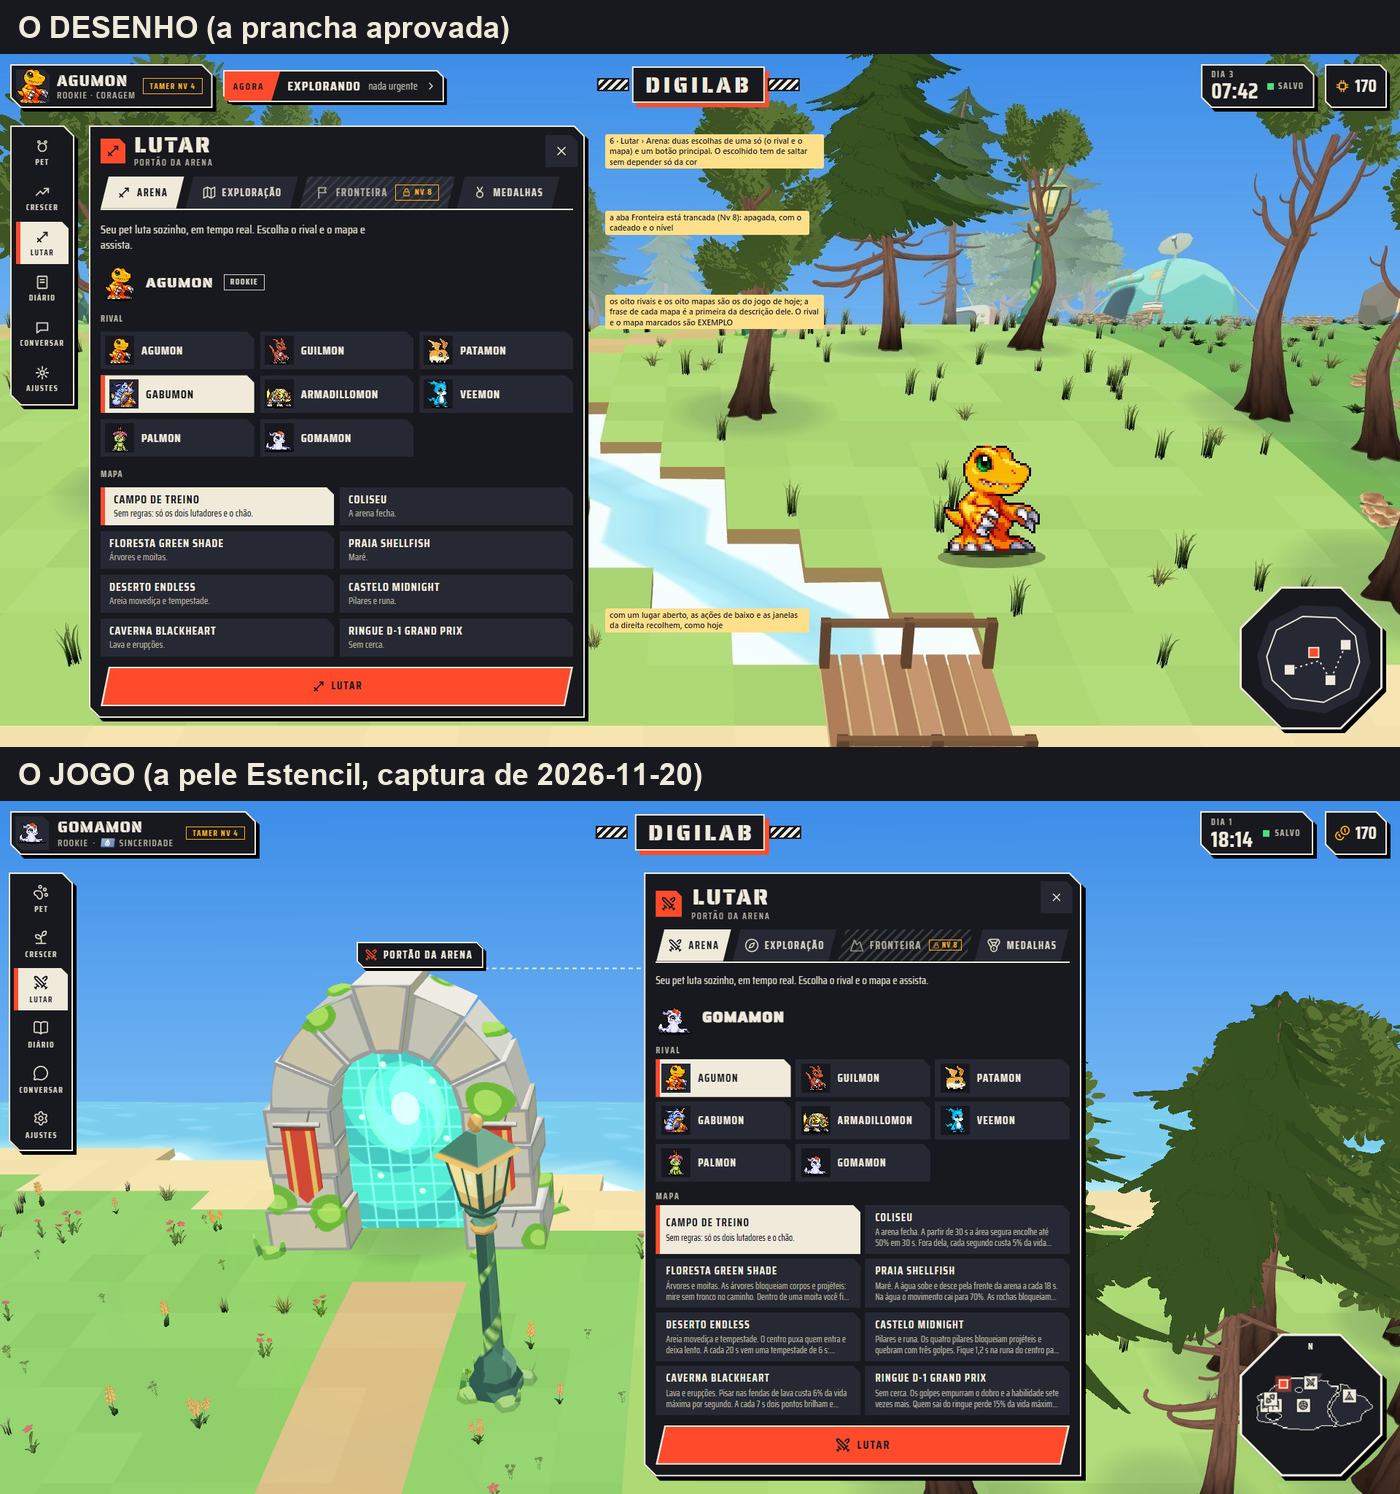 O DESENHO (a prancha aprovada)
AGUMON
ROOKIE · CORAGEM
TAMER NV 4
AGORA
EXPLORANDO nada urgente
DIGILAB
DIA 3
07:42
SALVO
170
PET
CRESCER
LUTAR
DIÁRIO
CONVERSAR
AJUSTES
LUTAR
PORTÃO DA ARENA
ARENA
EXPLORAÇÃO
FRONTEIRA
NV 8
MEDALHAS
Seu pet luta sozinho, em tempo real. Escolha o rival e o mapa e
assista.
AGUMON
ROOKIE
RIVAL
AGUMON
GUILMON
PATAMON
GABUMON
ARMADILLOMON
VEEMON
PALMON
GOMAMON
MAPA
CAMPO DE TREINO
Sem regras: só os dois lutadores e o chão.
COLISEU
A arena fecha.
FLORESTA GREEN SHADE
Árvores e moitas.
PRAIA SHELLFISH
Maré.
DESERTO ENDLESS
Areia movediça e tempestade.
CASTELO MIDNIGHT
Pilares e runa.
CAVERNA BLACKHEART
Lava e erupções.
RINGUE D-1 GRAND PRIX
Sem cerca.
LUTAR
6 · Lutar › Arena: duas escolhas de uma só (o rival e o
mapa) e um botão principal. O escolhido tem de saltar
sem depender só da cor
a aba Fronteira está trancada (Nv 8): apagada, com o
cadeado e o nível
os oito rivais e os oito mapas são os do jogo de hoje; a
frase de cada mapa é a primeira da descrição dele. O rival
e o mapa marcados são EXEMPLO
com um lugar aberto, as ações de baixo e as janelas
da direita recolhem, como hoje
O JOGO (a pele Estencil, captura de 2026-11-20)
GOMAMON
ROOKIE · SINCERIDADE
TAMER NV 4
DIGILAB
DIA 1
18:14
SALVO
170
PET
CRESCER
LUTAR
DIÁRIO
CONVERSAR
AJUSTES
PORTÃO DA ARENA
LUTAR
PORTÃO DA ARENA
ARENA
EXPLORAÇÃO
FRONTEIRA
NV 8
MEDALHAS
Seu pet luta sozinho, em tempo real. Escolha o rival e o mapa e assista.
GOMAMON
RIVAL
AGUMON
GUILMON
PATAMON
GABUMON
ARMADILLOMON
VEEMON
PALMON
GOMAMON
MAPA
CAMPO DE TREINO
Sem regras: só os dois lutadores e o chão.
COLISEU
A arena fecha. A partir de 30 s a área segura encolhe até
50% em 30 s. Fora dela, cada segundo custa 5% da vida...
FLORESTA GREEN SHADE
Árvores e moitas. As árvores bloqueiam corpos e projéteis:
mire sem tronco no caminho. Dentro de uma moita você fi...
PRAIA SHELLFISH
Maré. A água sobe e desce pela frente da arena a cada 18 s.
Na água o movimento cai para 70%. As rochas bloqueiam...
DESERTO ENDLESS
Areia movediça e tempestade. O centro puxa quem entra e
deixa lento. A cada 20 s vem uma tempestade de 6 s:...
CASTELO MIDNIGHT
Pilares e runa. Os quatro pilares bloqueiam projéteis e
quebram com três golpes. Fique 1,2 s na runa do centro pa...
CAVERNA BLACKHEART
Lava e erupções. Pisar nas fendas de lava custa 6% da vida
máxima por segundo. A cada 7 s dois pontos brilham e...
RINGUE D-1 GRAND PRIX
Sem cerca. Os golpes empurram o dobro e a habilidade sete
vezes mais. Quem sai do ringue perde 15% da vida máxim...
LUTAR
N